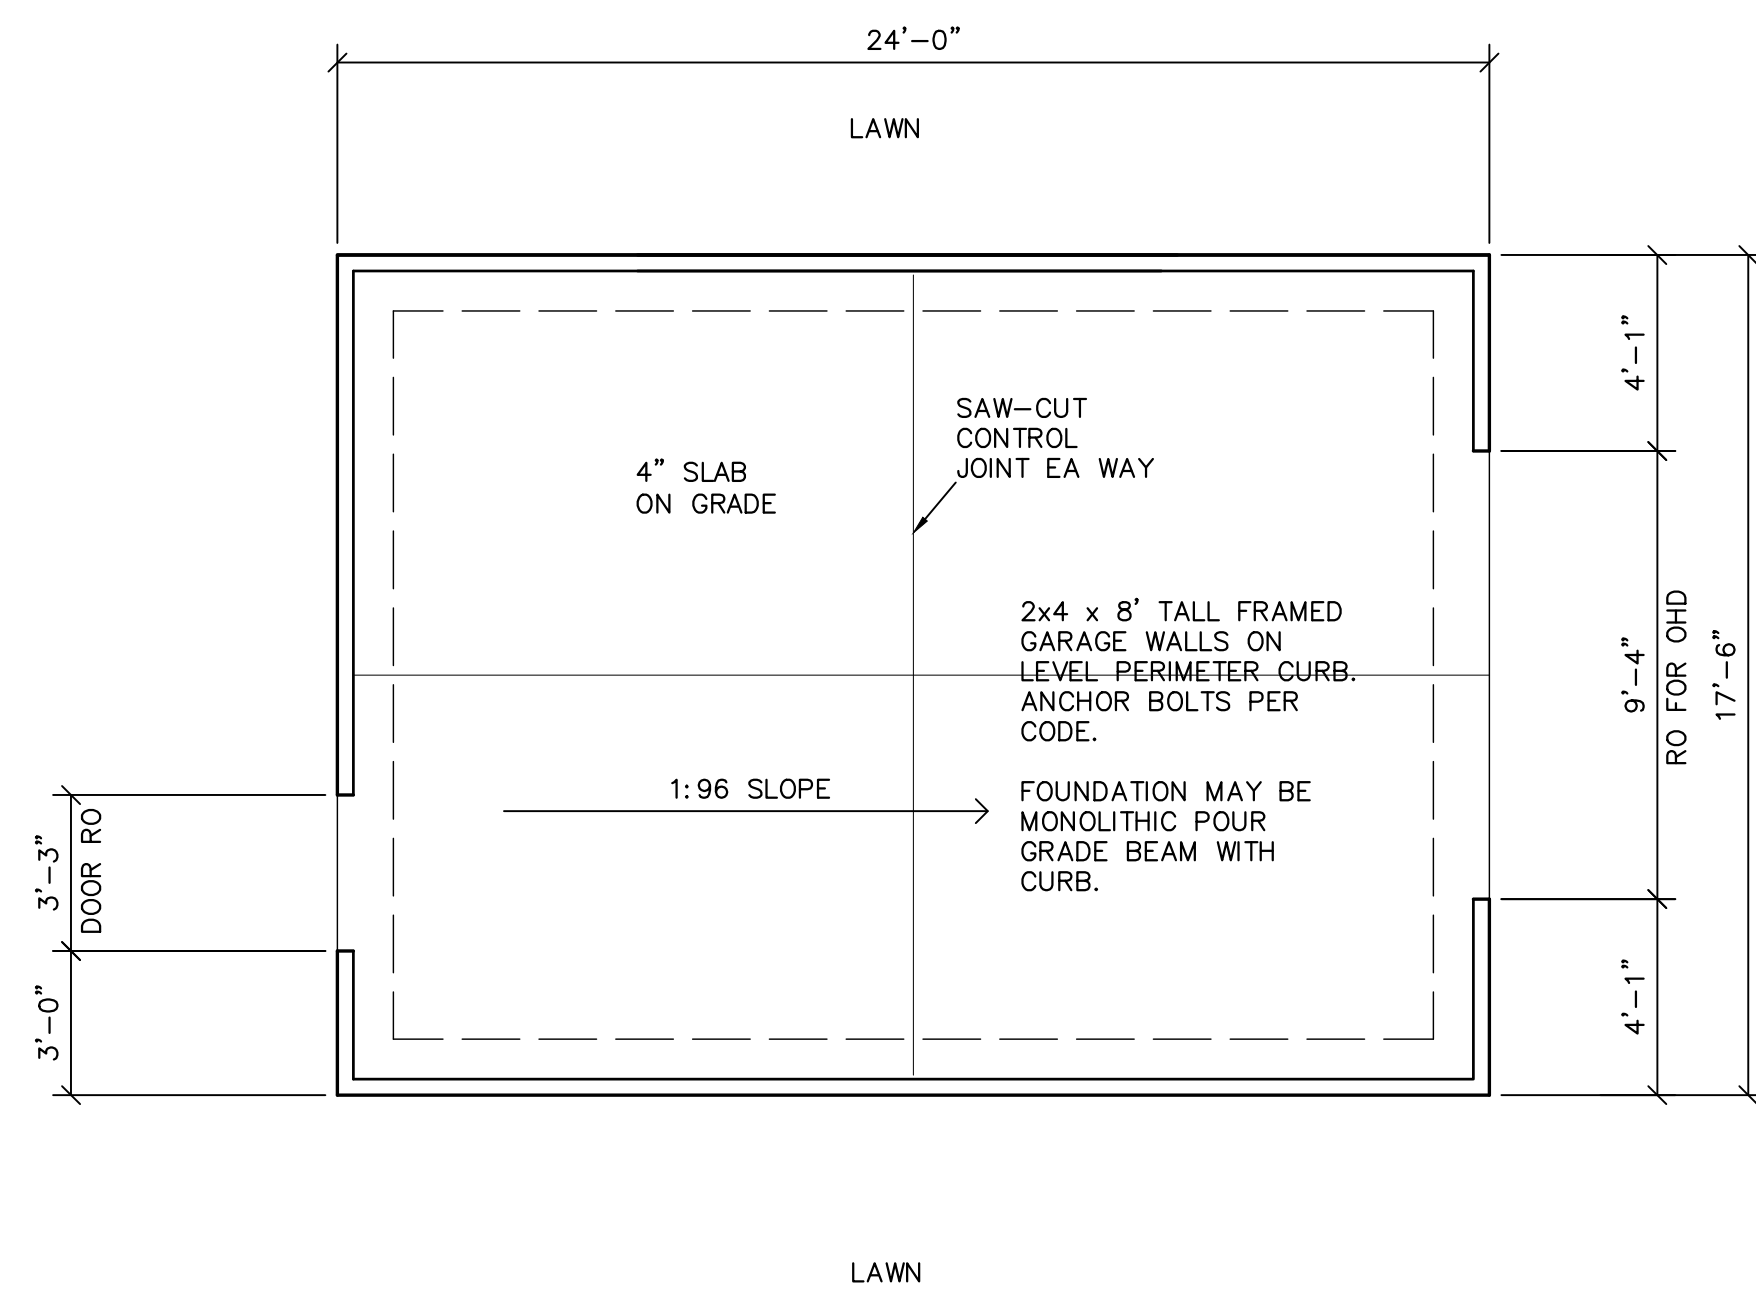 24'-0"
LAWN
4'-1"
SAW-CUT
CONTROL
JOINT EA WAY
4" SLAB
ON GRADE
2x4 x 8' TALL FRAMED
GARAGE WALLS ON
LEVEL PERIMETER CURB.
ANCHOR BOLTS PER
CODE.
9'-4"
RO FOR OHD
17'-6"
1:96 SLOPE
FOUNDATION MAY BE
MONOLITHIC POUR
GRADE BEAM WITH
CURB.
3'-3"
DOOR RO
3'-0"
4'-1"
LAWN